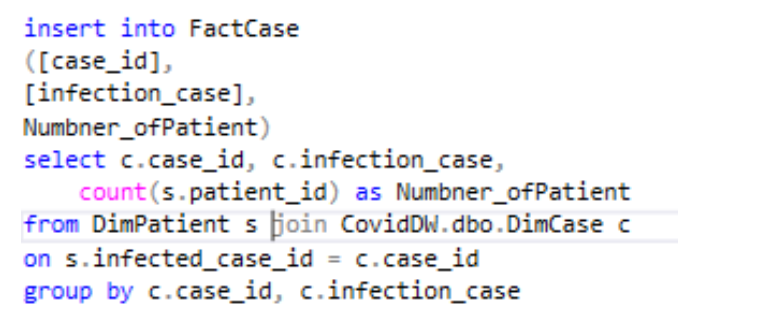 insert into FactCase
([case_id],
[infection_case],
Numbner_ofPatient)
select c.case_id, c.infection_case,
count(s.patient_id) as Numbner_ofPatient
from DimPatient s join CovidDW.dbo.DimCase c
on s.infected_case_id = c.case_id
group by c.case_id, c.infection_case